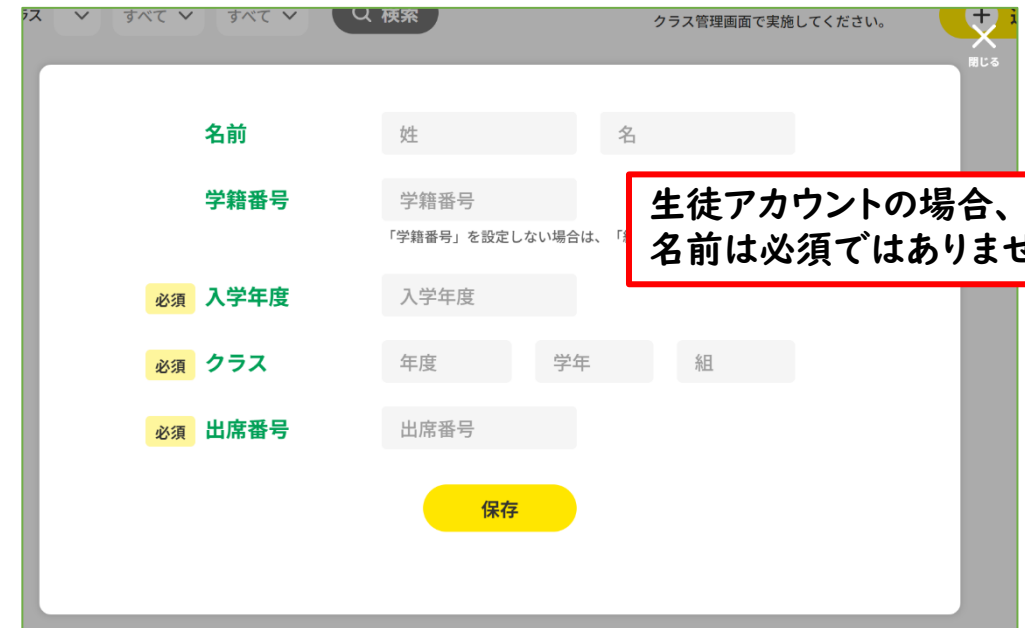 ラス すべて すべて 検索
クラス管理画面で実施してください。
閉じる
名前 姓 名
学籍番号 学籍番号
「学籍番号」を設定しない場合は、「
生徒アカウントの場合、
名前は必須ではありませ
必須 入学年度 入学年度
必須 クラス 年度 学年 組
必須 出席番号 出席番号
保存